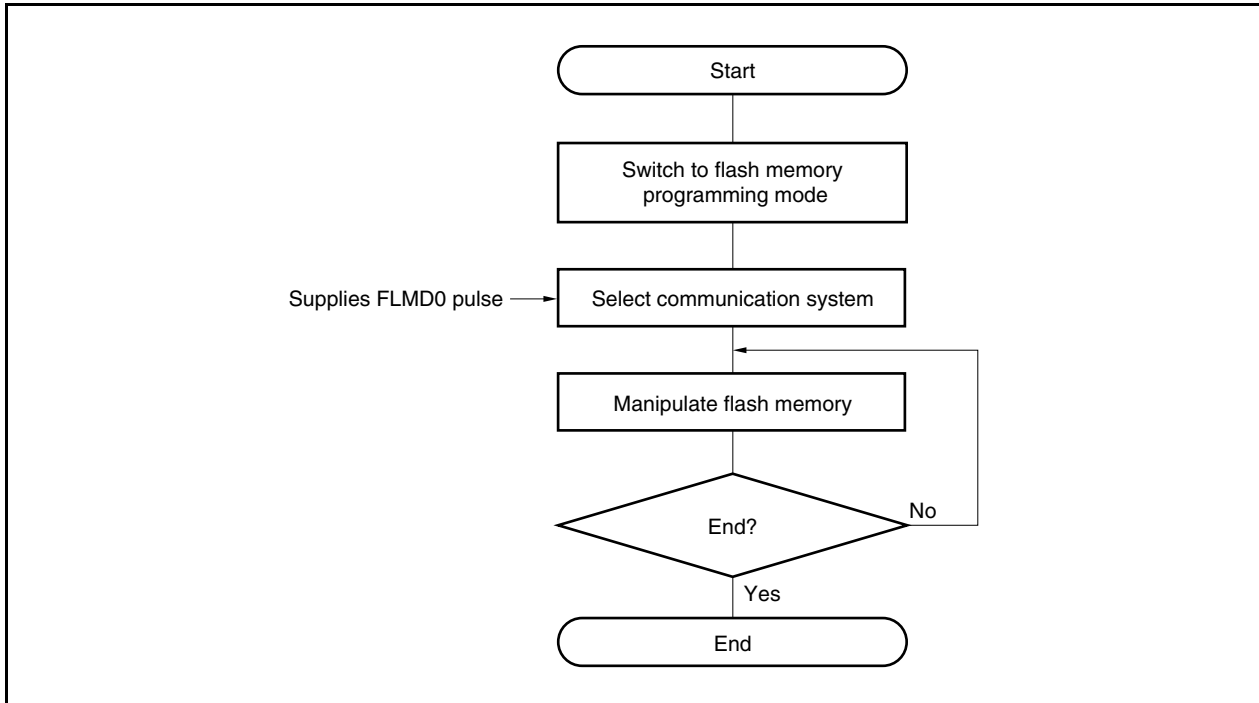 Start
Switch to flash memory
programming mode
Supplies FLMD0 pulse
Select communication system
Manipulate flash memory
End?
No
Yes
End